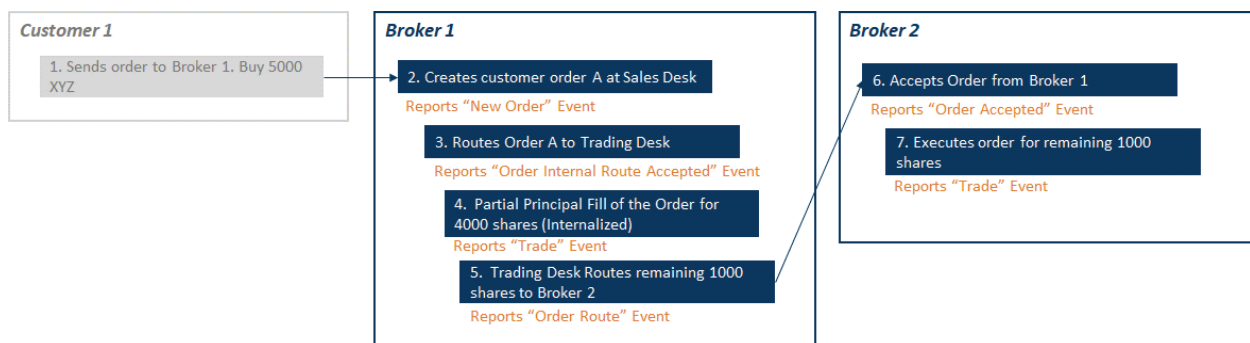 Customer 1
1. Sends order to Broker 1. Buy 5000
XYZ
Broker 1
2. Creates customer order A at Sales Desk
Reports “New Order” Event
3. Routes Order A to Trading Desk
Reports “Order Internal Route Accepted” Event
4. Partial Principal Fill of the Order for
4000 shares (Internalized)
Reports “Trade” Event
5. Trading Desk Routes remaining 1000
shares to Broker 2
Reports “Order Route” Event
Broker 2
6. Accepts Order from Broker 1
Reports “Order Accepted” Event
7. Executes order for remaining 1000
shares
Reports “Trade” Event